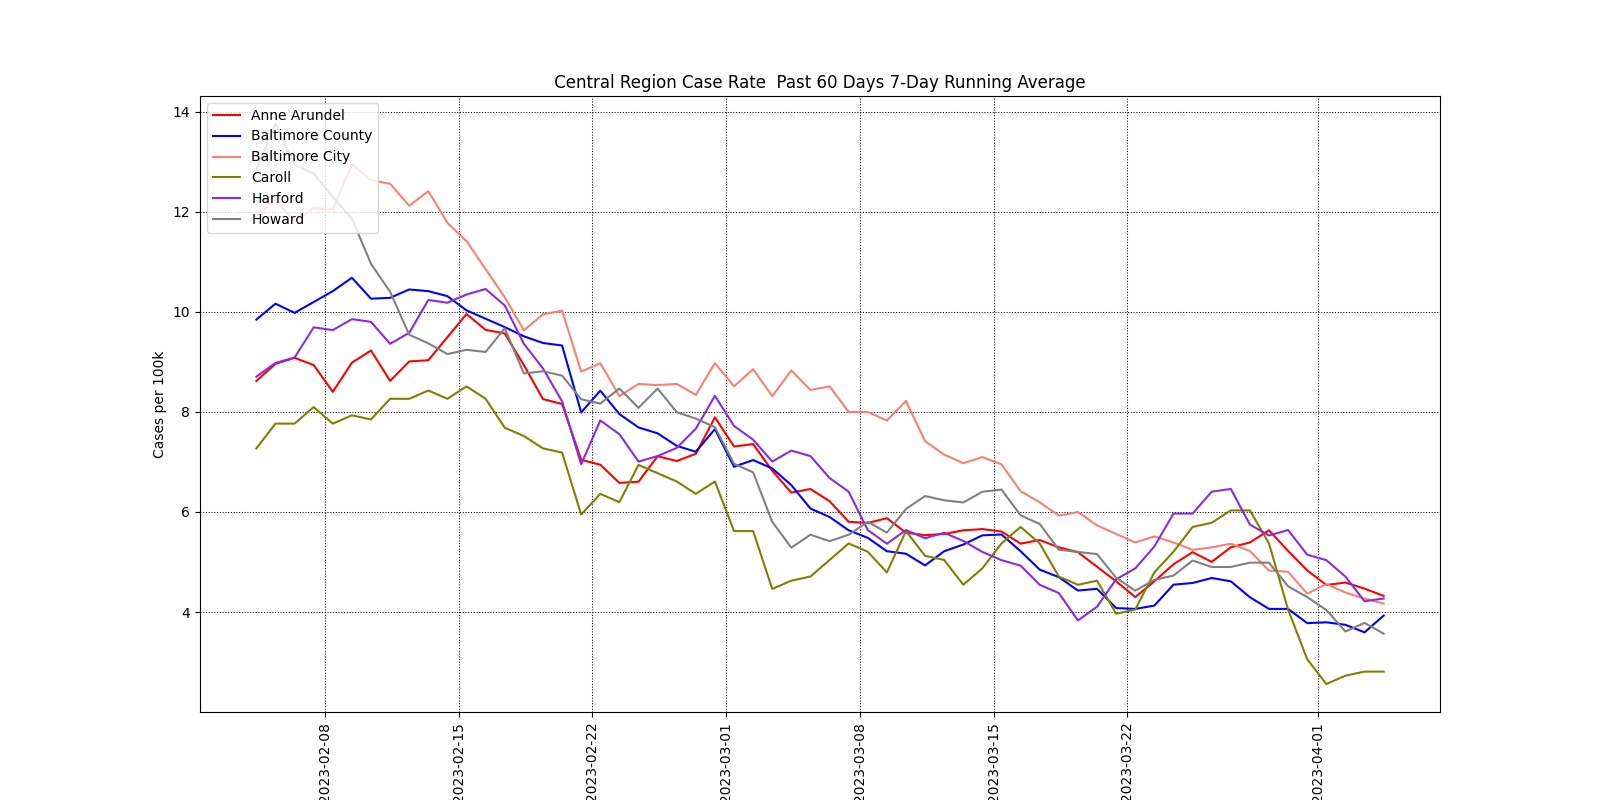 Central Region Case Rate  Past 60 Days 7-Day Running Average
14
12
10
8
6
4
Cases per 100k
Anne Arundel
Baltimore County
Baltimore City
Caroll
Harford
Howard
2023-02-08
2023-02-15
2023-02-22
2023-03-01
2023-03-08
2023-03-15
2023-03-22
2023-04-01